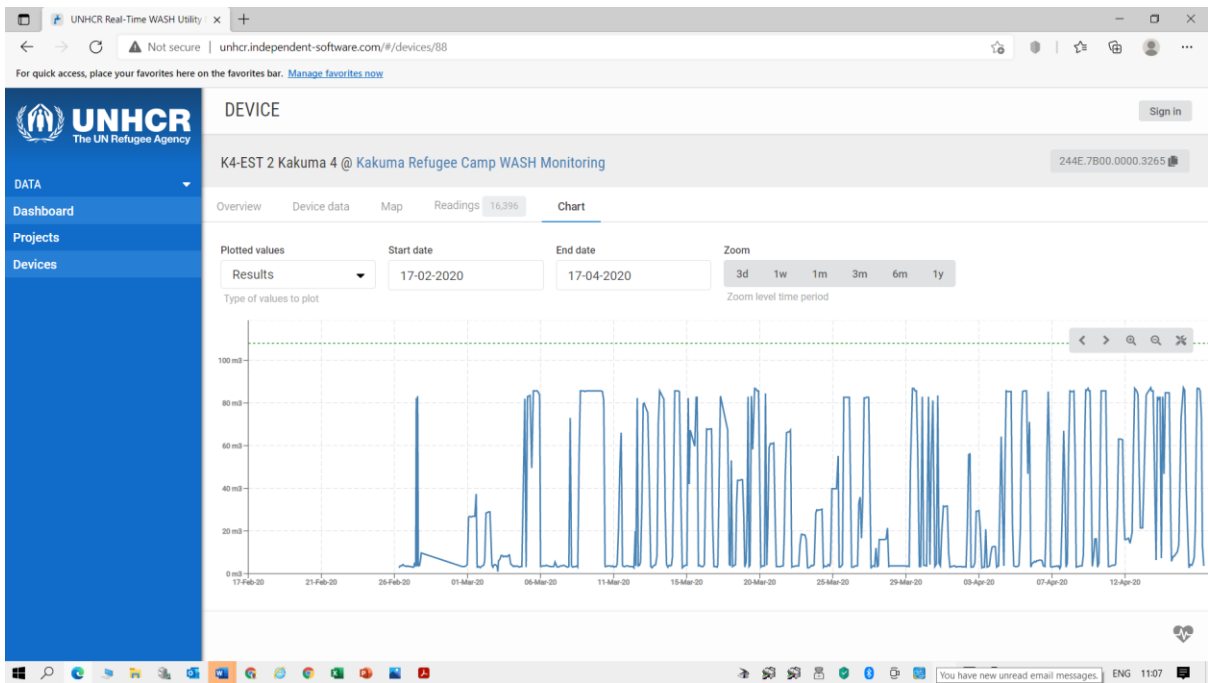 UNHCR Real-Time WASH Utility
Not secure | unhcr.independent-software.com/#/devices/88
For quick access, place your favorites here on the favorites bar. Manage favorites now
UNHCR
The UN Refugee Agency
DEVICE
Sign in
K4-EST 2 Kakuma 4 @ Kakuma Refugee Camp WASH Monitoring
244E.7B00.0000.3265
DATA
Dashboard
Projects
Devices
Overview Device data Map Readings 16,396 Chart
Plotted values Start date End date Zoom
Results 17-02-2020 17-04-2020 3d 1w 1m 3m 6m 1y
Type of values to plot Zoom level time period
100 m3
80 m3
60 m3
40 m3
20 m3
0 m3
17-Feb-20 21-Feb-20 26-Feb-20 01-Mar-20 06-Mar-20 11-Mar-20 15-Mar-20 20-Mar-20 25-Mar-20 29-Mar-20 03-Apr-20 07-Apr-20 12-Apr-20
You have new unread email messages. ENG 11:07